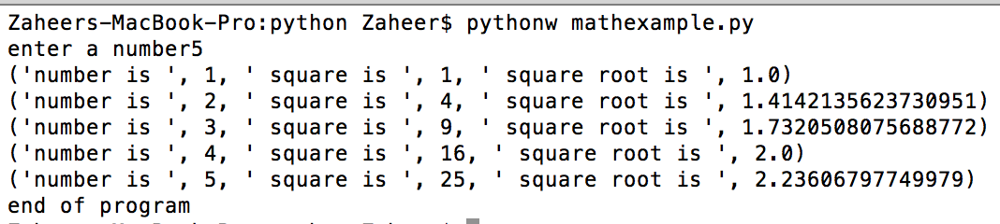 Zaheers-MacBook-Pro:python Zaheer$ pythonw mathexample.py
enter a number5
('number is ', 1, ' square is ', 1, ' square root is ', 1.0)
('number is ', 2, ' square is ', 4, ' square root is ', 1.4142135623730951)
('number is ', 3, ' square is ', 9, ' square root is ', 1.7320508075688772)
('number is ', 4, ' square is ', 16, ' square root is ', 2.0)
('number is ', 5, ' square is ', 25, ' square root is ', 2.23606797749979)
end of program